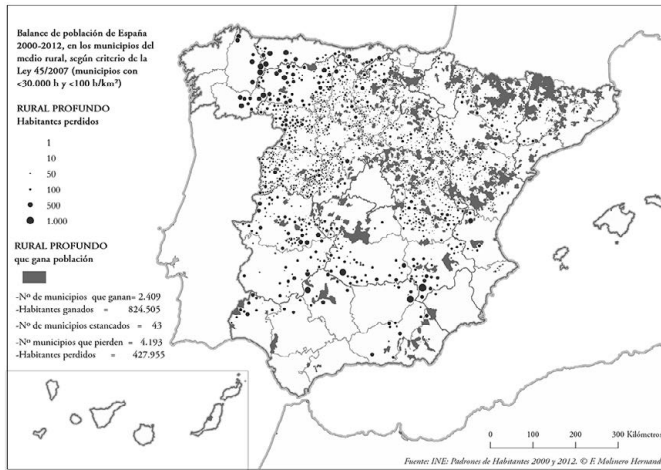 Balance de población de España
2000-2012, en los municipios del
medio rural, según criterio de la
Ley 45/2007 (municipios con
<30.000 h y <100 h/km²)
RURAL PROFUNDO
Habitantes perdidos
1
10
50
100
500
1.000
RURAL PROFUNDO
que gana población
-Nº de municipios que ganan= 2.409
-Habitantes ganados = 824.505
-Nº de municipios estancados = 43
-Nº municipios que pierden = 4.193
-Habitantes perdidos = 427.955
0 100 200 300 Kilómetros
Fuente: INE: Padrones de Habitantes 2000 y 2012. © F. Molinero Hernand